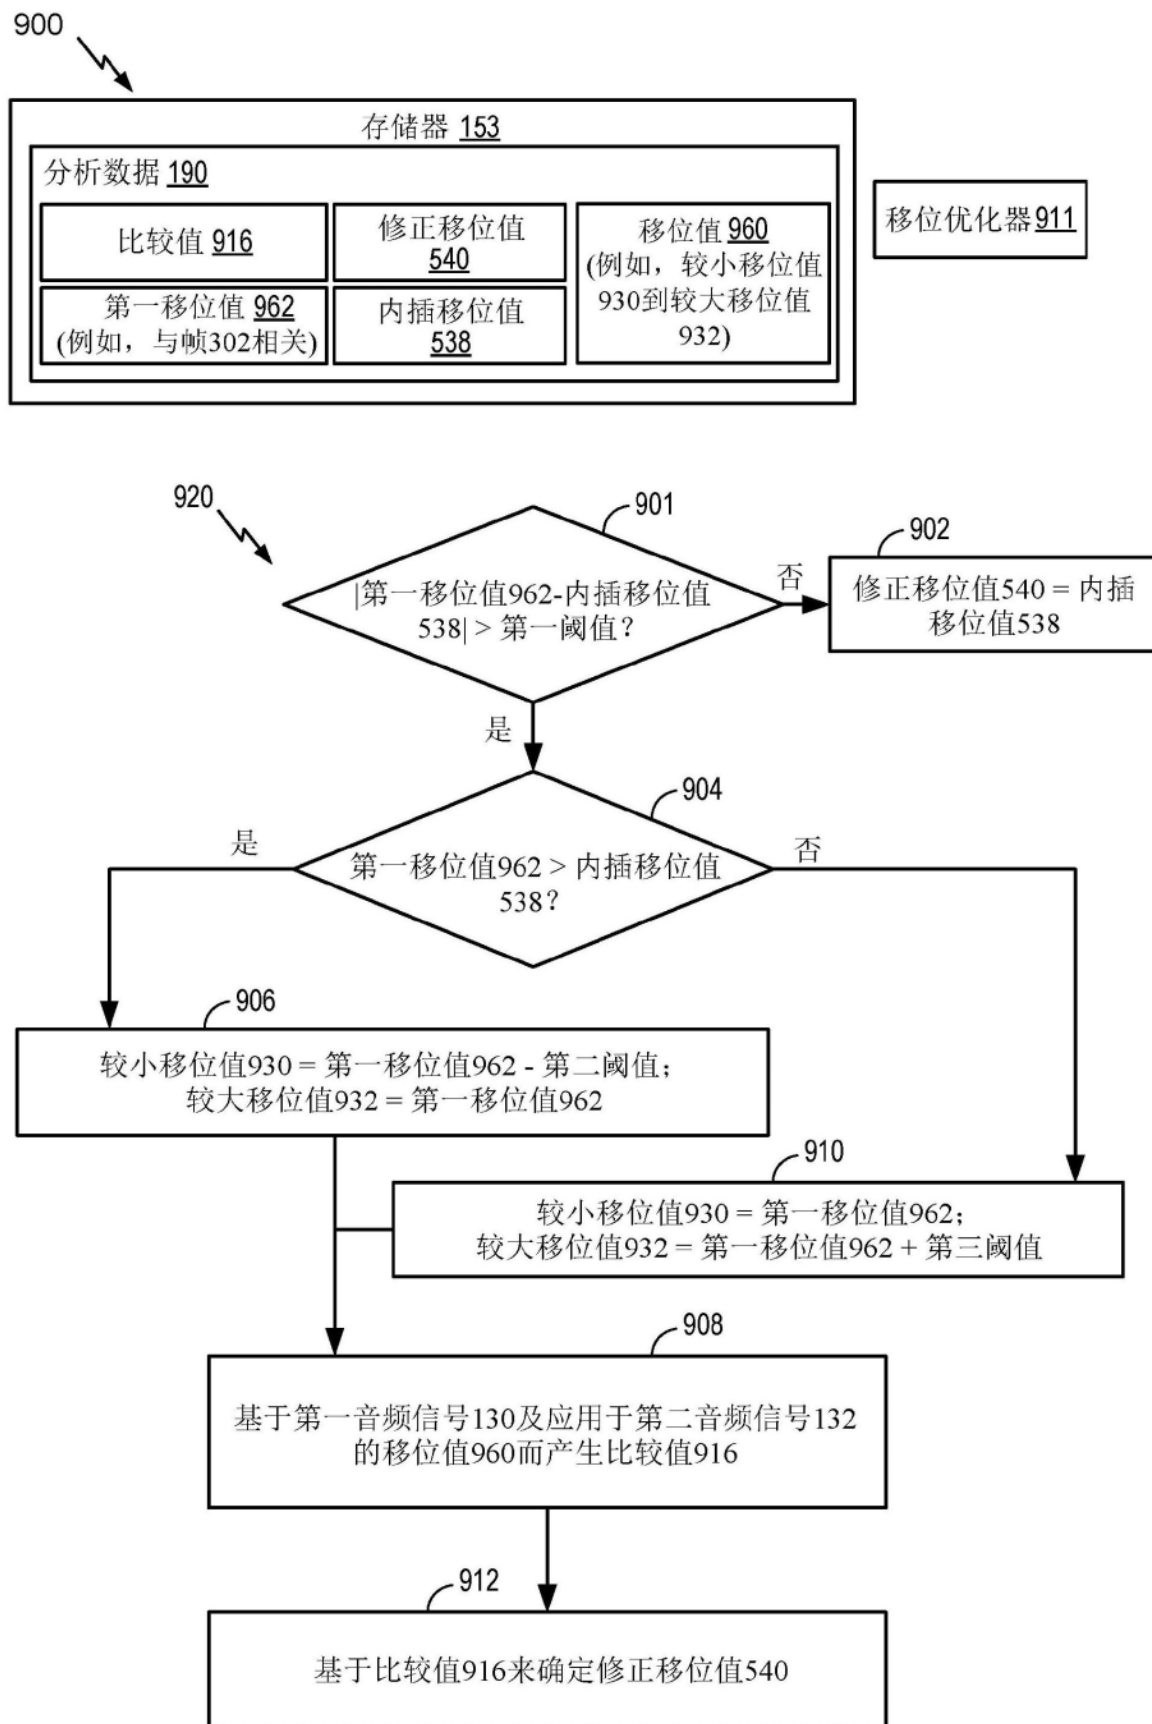 900
存储器 153
分析数据 190
比较值 916
修正移位值
540
移位值 960
(例如，较小移位值
930到较大移位值
932)
第一移位值 962
(例如，与帧302相关)
内插移位值
538
移位优化器911
920
901
|第一移位值962-内插移位值
538| > 第一阈值?
否
902
修正移位值540 = 内插
移位值538
是
904
第一移位值962 > 内插移位值
538?
是
否
906
较小移位值930 = 第一移位值962 - 第二阈值;
较大移位值932 = 第一移位值962
910
较小移位值930 = 第一移位值962;
较大移位值932 = 第一移位值962 + 第三阈值
908
基于第一音频信号130及应用于第二音频信号132
的移位值960而产生比较值916
912
基于比较值916来确定修正移位值540